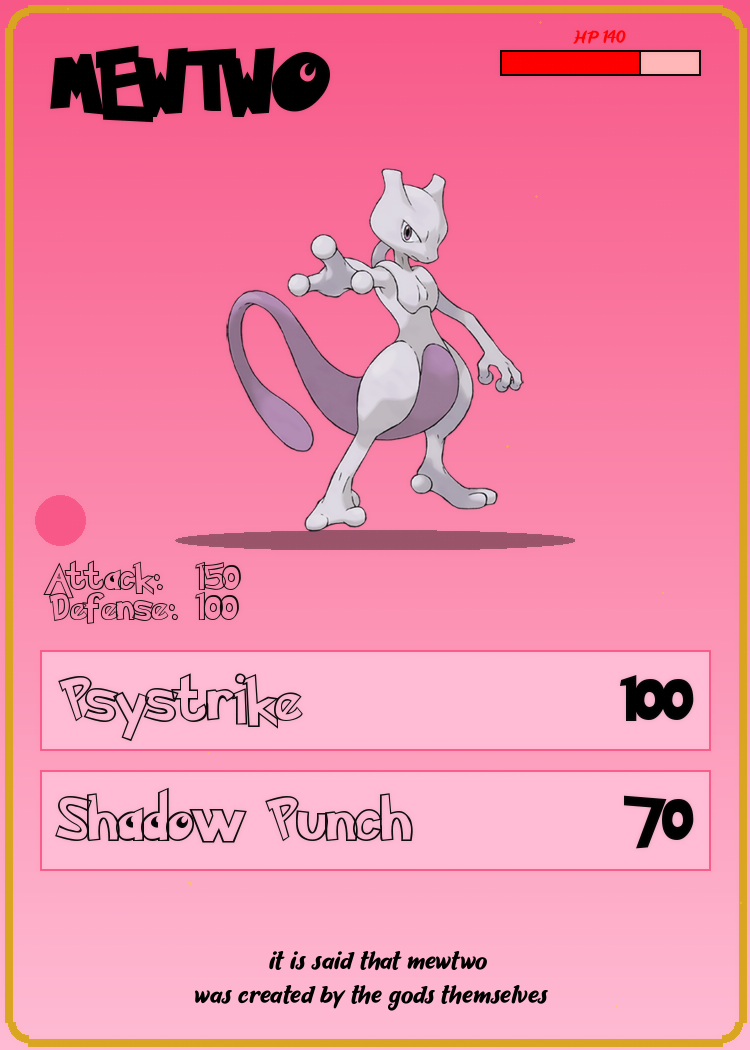 HP 140
MEWTWO
Attack: 150
Defense: 100
Psystrike 100
Shadow Punch 70
it is said that mewtwo
was created by the gods themselves